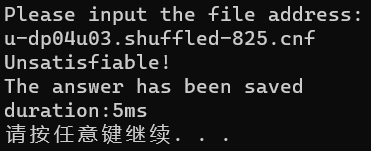 Please input the file address:
u-dp04u03.shuffled-825.cnf
Unsatisfiable!
The answer has been saved
duration:5ms
请按任意键继续. . .